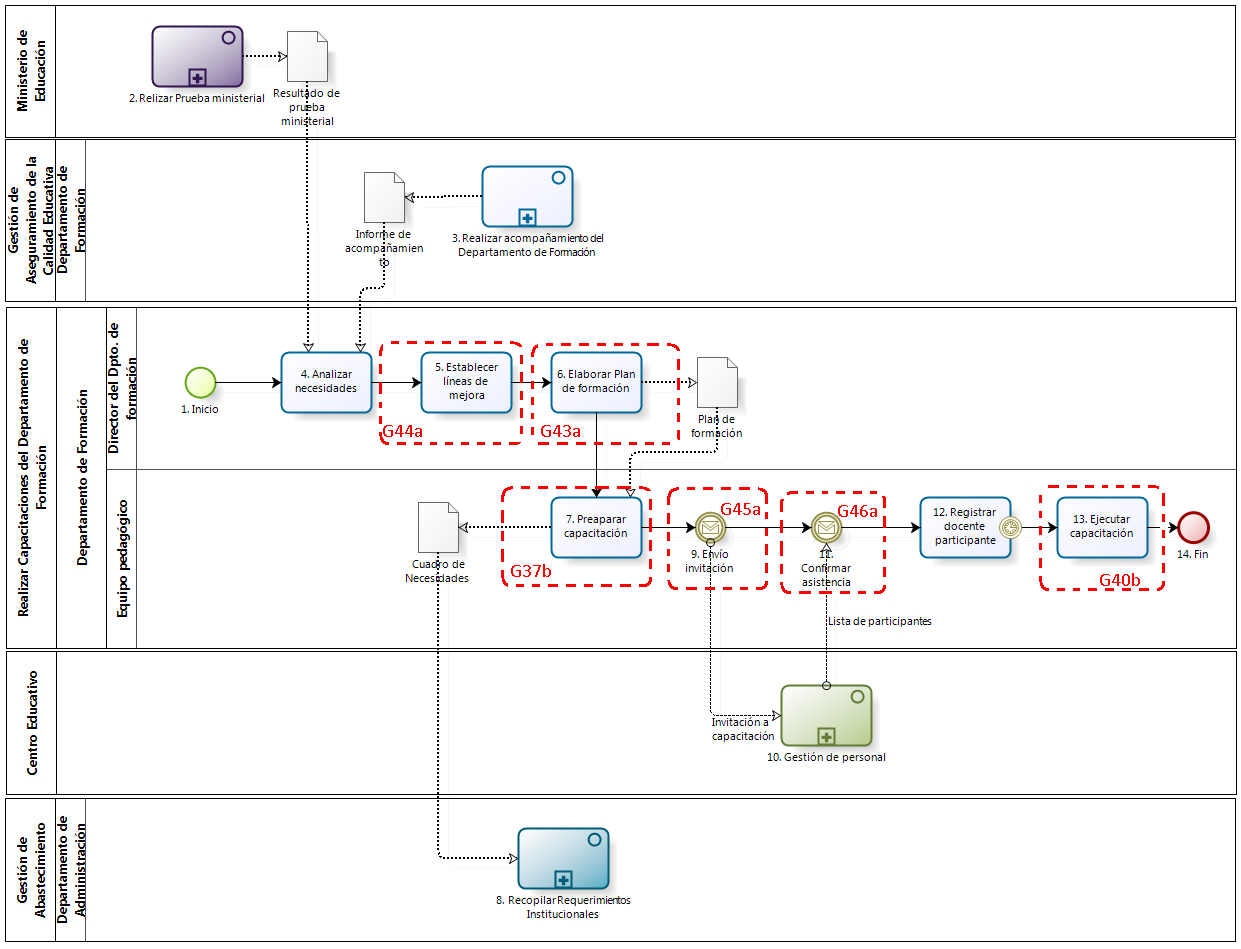 Ministerio de
Educación
2. Relizar Prueba ministerial
Resultado de
prueba
ministerial
Gestión de
Aseguramiento de la
Calidad Educativa
Departamento de
Formación
Informe de
acompañamien
to
3. Realizar acompañamiento del
Departamento de Formación
Realizar Capacitaciones del Departamento de
Formación
Departamento de Formación
Director del Dpto. de
formación
1. Inicio
4. Analizar
necesidades
5. Establecer
líneas de
mejora
G44a
6. Elaborar Plan
de formación
G43a
Plan de
formación
Equipo pedagógico
Cuadro de
Necesidades
7. Preaparar
capacitación
G37b
G45a
9. Envío
invitación
G46a
11.
Confirmar
asistencia
12. Registrar
docente
participante
13. Ejecutar
capacitación
G40b
14. Fin
Lista de participantes
Centro Educativo
Invitación a
capacitación
10. Gestión de personal
Gestión de
Abastecimiento
Departamento de
Administración
8. Recopilar Requerimientos
Institucionales